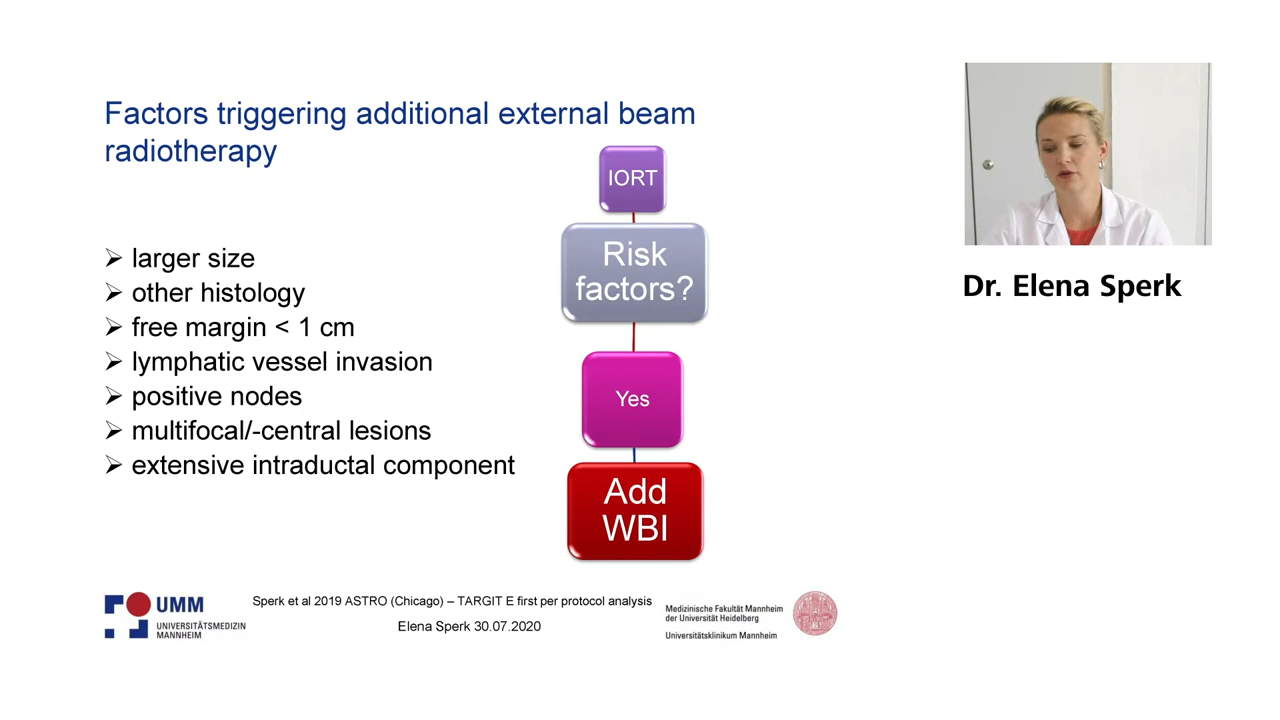 Factors triggering additional external beam
radiotherapy
IORT
Risk
factors?
Yes
Add
WBI
➢ larger size
➢ other histology
➢ free margin < 1 cm
➢ lymphatic vessel invasion
➢ positive nodes
➢ multifocal/-central lesions
➢ extensive intraductal component
Dr. Elena Sperk
UMM
UNIVERSITÄTSMEDIZIN
MANNHEIM
Sperk et al 2019 ASTRO (Chicago) – TARGIT E first per protocol analysis
Elena Sperk 30.07.2020
Medizinische Fakultät Mannheim
der Universität Heidelberg
Universitätsklinikum Mannheim